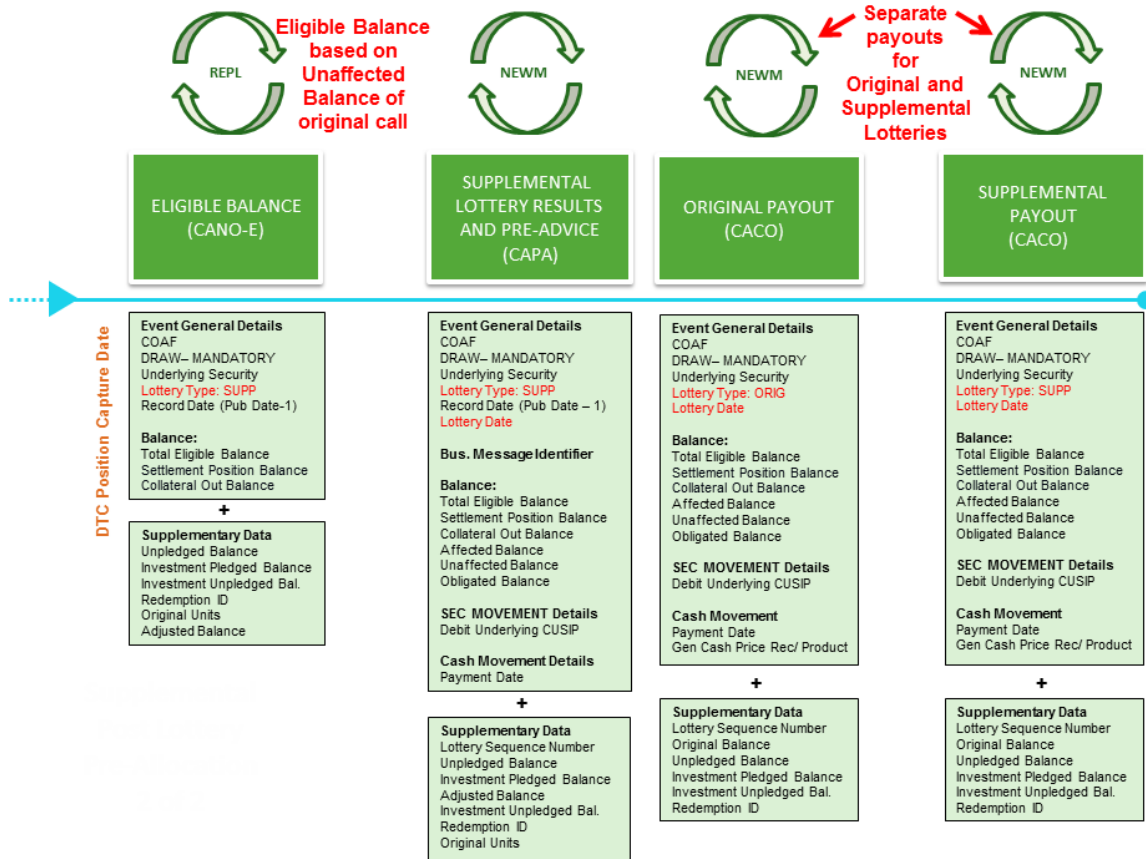 REPL
Eligible Balance
based on
Unaffected
Balance of
original call
NEWM
NEWM
Separate
payouts
for
Original and
Supplemental
Lotteries
NEWM
ELIGIBLE BALANCE
(CANO-E)
SUPPLEMENTAL
LOTTERY RESULTS
AND PRE-ADVICE
(CAPA)
ORIGINAL PAYOUT
(CACO)
SUPPLEMENTAL
PAYOUT
(CACO)
DTC Position Capture Date
Event General Details
COAF
DRAW– MANDATORY
Underlying Security
Lottery Type: SUPP
Record Date (Pub Date-1)
Balance:
Total Eligible Balance
Settlement Position Balance
Collateral Out Balance
+
Supplementary Data
Unpledged Balance
Investment Pledged Balance
Investment Unpledged Bal.
Redemption ID
Original Units
Adjusted Balance
Event General Details
COAF
DRAW– MANDATORY
Underlying Security
Lottery Type: SUPP
Record Date (Pub Date – 1)
Lottery Date
Bus. Message Identifier
Balance:
Total Eligible Balance
Settlement Position Balance
Collateral Out Balance
Affected Balance
Unaffected Balance
Obligated Balance
SEC MOVEMENT Details
Debit Underlying CUSIP
Cash Movement Details
Payment Date
+
Supplementary Data
Lottery Sequence Number
Unpledged Balance
Investment Pledged Balance
Adjusted Balance
Investment Unpledged Bal.
Redemption ID
Original Units
Event General Details
COAF
DRAW– MANDATORY
Underlying Security
Lottery Type: ORIG
Lottery Date
Balance:
Total Eligible Balance
Settlement Position Balance
Collateral Out Balance
Affected Balance
Unaffected Balance
Obligated Balance
SEC MOVEMENT Details
Debit Underlying CUSIP
Cash Movement
Payment Date
Gen Cash Price Rec/ Product
+
Supplementary Data
Lottery Sequence Number
Original Balance
Unpledged Balance
Investment Pledged Balance
Investment Unpledged Bal.
Redemption ID
Event General Details
COAF
DRAW– MANDATORY
Underlying Security
Lottery Type: SUPP
Lottery Date
Balance:
Total Eligible Balance
Settlement Position Balance
Collateral Out Balance
Affected Balance
Unaffected Balance
Obligated Balance
SEC MOVEMENT Details
Debit Underlying CUSIP
Cash Movement
Payment Date
Gen Cash Price Rec/ Product
+
Supplementary Data
Lottery Sequence Number
Original Balance
Unpledged Balance
Investment Pledged Balance
Investment Unpledged Bal.
Redemption ID